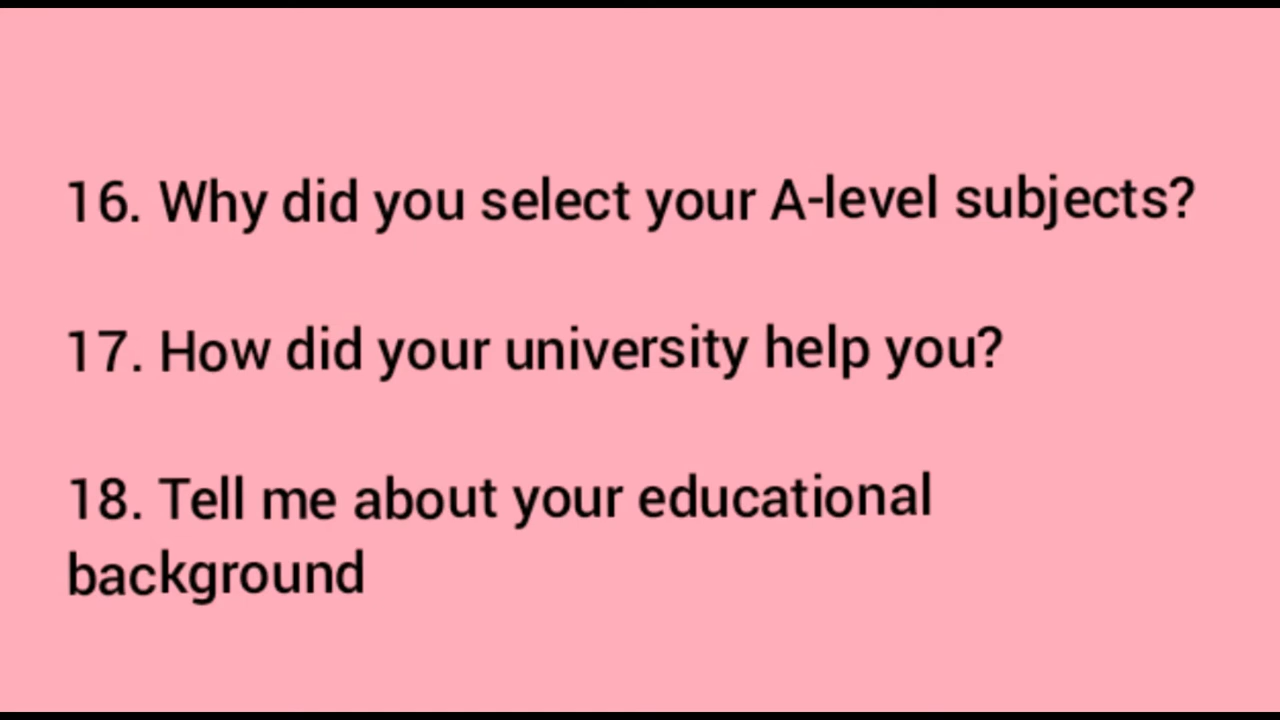 16. Why did you select your A-level subjects?
17. How did your university help you?
18. Tell me about your educational
background